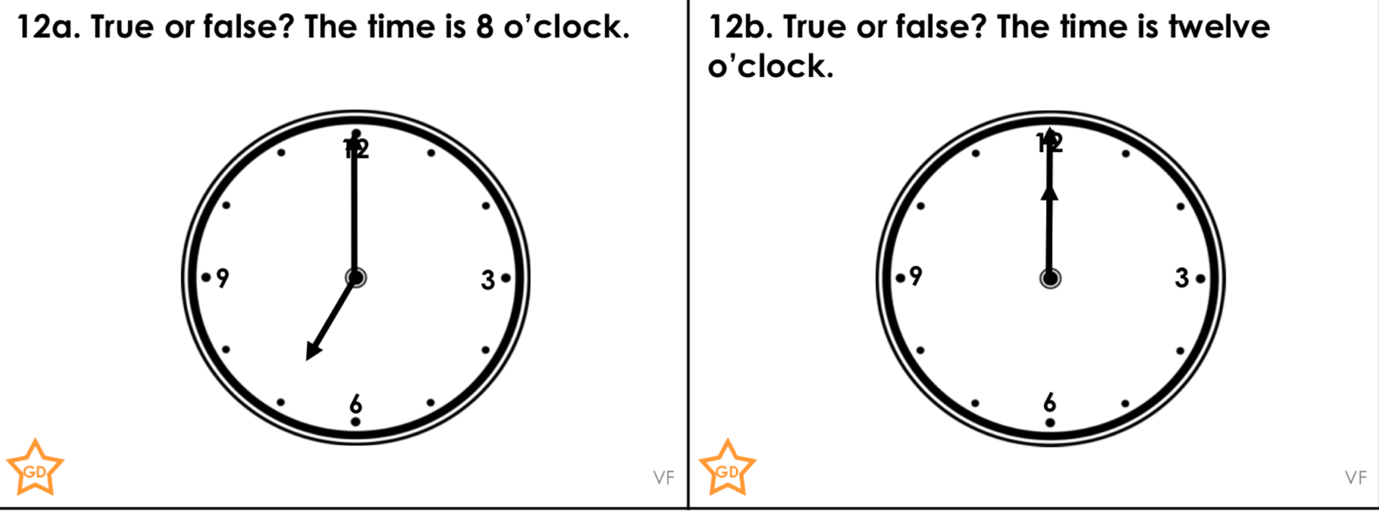 12a. True or false? The time is 8 o’clock.
12
9
3
6
GD
VF
12b. True or false? The time is twelve
o’clock.
12
9
3
6
GD
VF